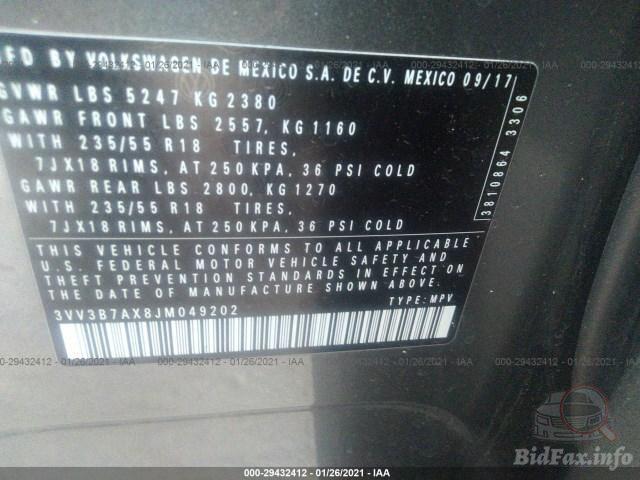 MFD BY VOLKSWAGEN DE MEXICO S.A. DE C.V. MEXICO 09/17
GVWR LBS 5247 KG 2380
GAWR FRONT LBS 2557, KG 1160
WITH 235/55 R18 TIRES,
7JX18 RIMS, AT 250 KPA, 36 PSI COLD
GAWR REAR LBS 2800, KG 1270
WITH 235/55 R18 TIRES,
7JX18 RIMS, AT 250 KPA, 36 PSI COLD
THIS VEHICLE CONFORMS TO ALL APPLICABLE
U.S. FEDERAL MOTOR VEHICLE SAFETY AND
THEFT PREVENTION STANDARDS IN EFFECT ON
THE DATE OF MANUFACTURE SHOWN ABOVE.
3VV3B7AX8JM049202 TYPE: MPV
3810864 3306
000-29432412 - 01/26/2021 - IAA
BidFax.info